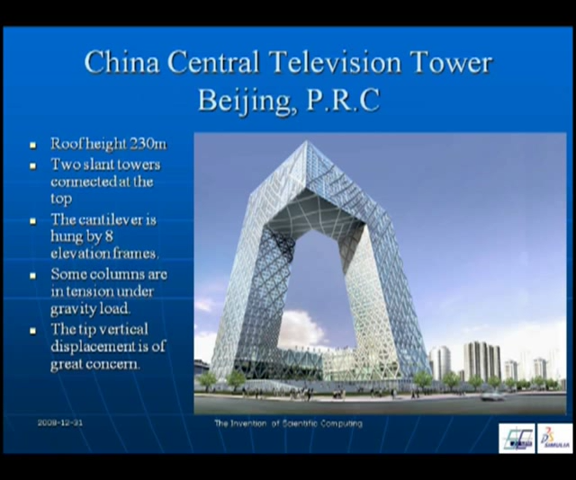 China Central Television Tower
Beijing, P.R.C
Roof height 230m
Two slant towers
connected at the
top
The cantilever is
hung by 8
elevation frames.
Some columns are
in tension under
gravity load.
The tip vertical
displacement is of
great concern.
2008-12-31
The Invention of Scientific Computing
SIMULIA